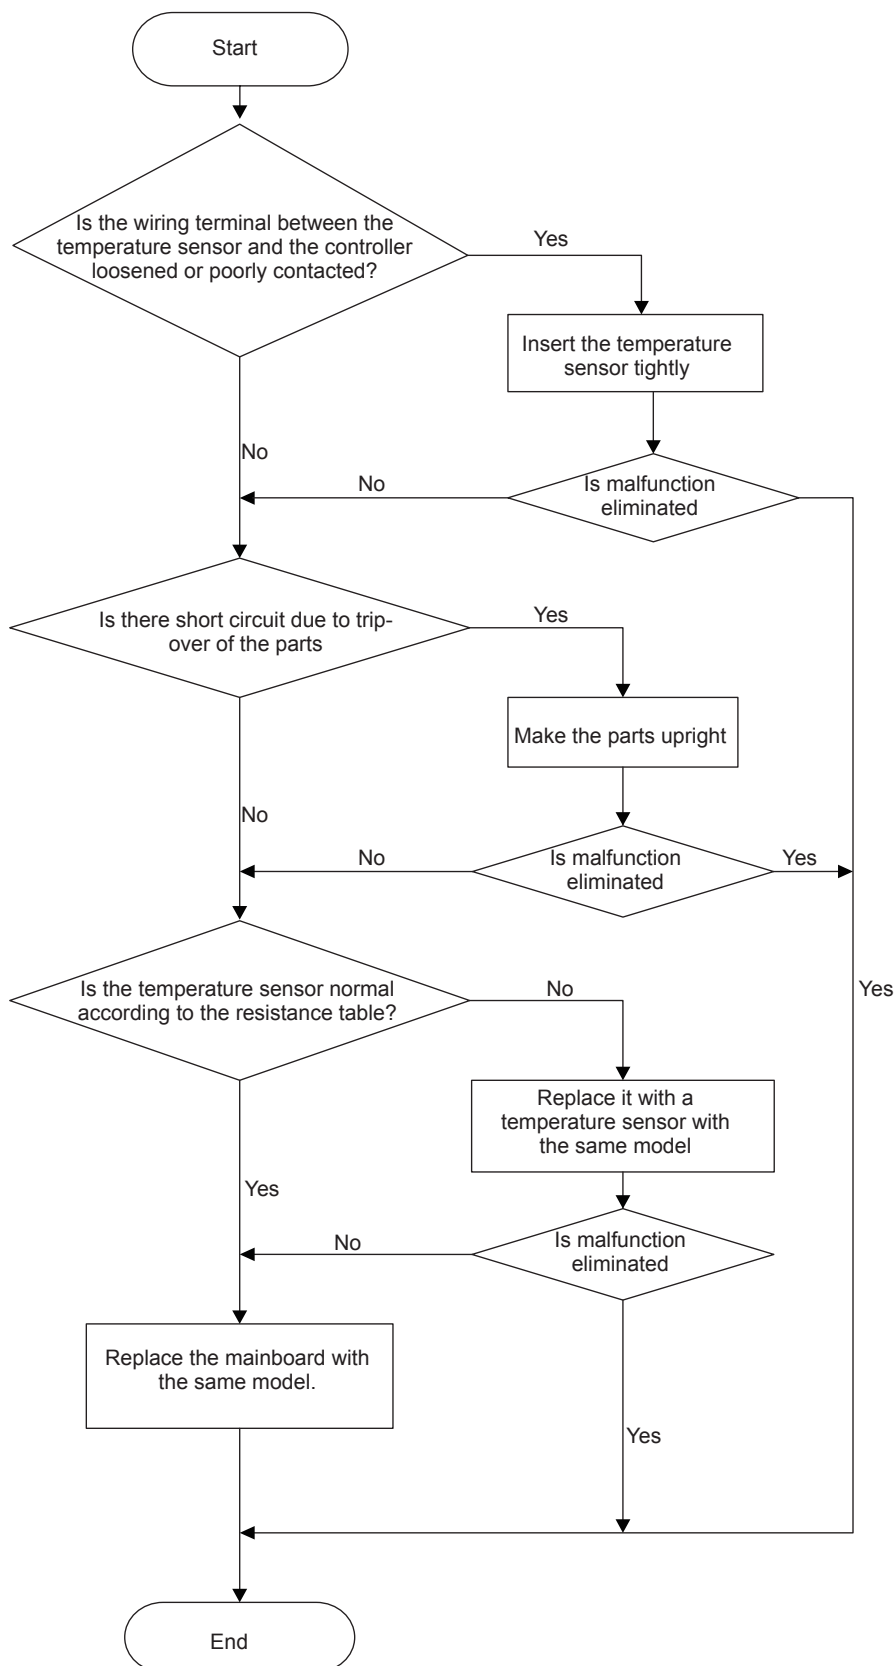 Start
Is the wiring terminal between the
temperature sensor and the controller
loosened or poorly contacted?
Yes
Insert the temperature
sensor tightly
No
No
Is malfunction
eliminated
Is there short circuit due to trip-
over of the parts
Yes
Make the parts upright
No
No
Is malfunction
eliminated
Yes
Is the temperature sensor normal
according to the resistance table?
No
Yes
Replace it with a
temperature sensor with
the same model
Yes
No
Is malfunction
eliminated
Replace the mainboard with
the same model.
Yes
End